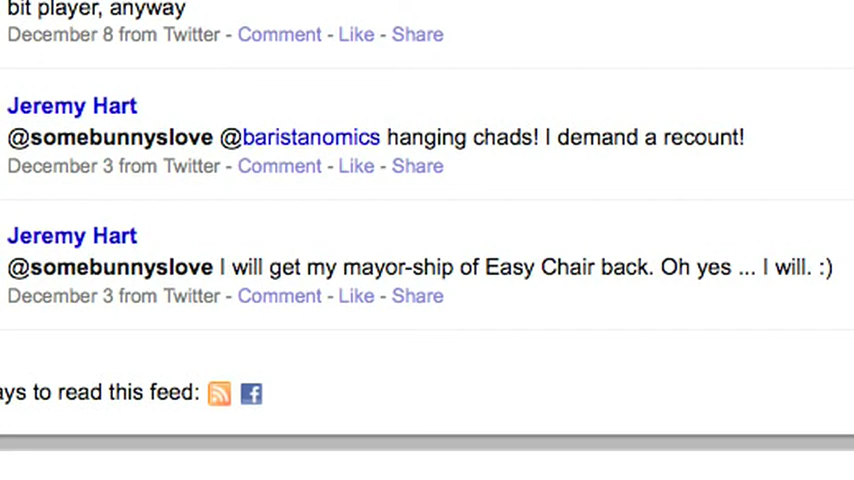 bit player, anyway
December 8 from Twitter - Comment - Like - Share
Jeremy Hart
@somebunnyslove @baristanomics hanging chads! I demand a recount!
December 3 from Twitter - Comment - Like - Share
Jeremy Hart
@somebunnyslove I will get my mayor-ship of Easy Chair back. Oh yes ... I will. :)
December 3 from Twitter - Comment - Like - Share
ays to read this feed: